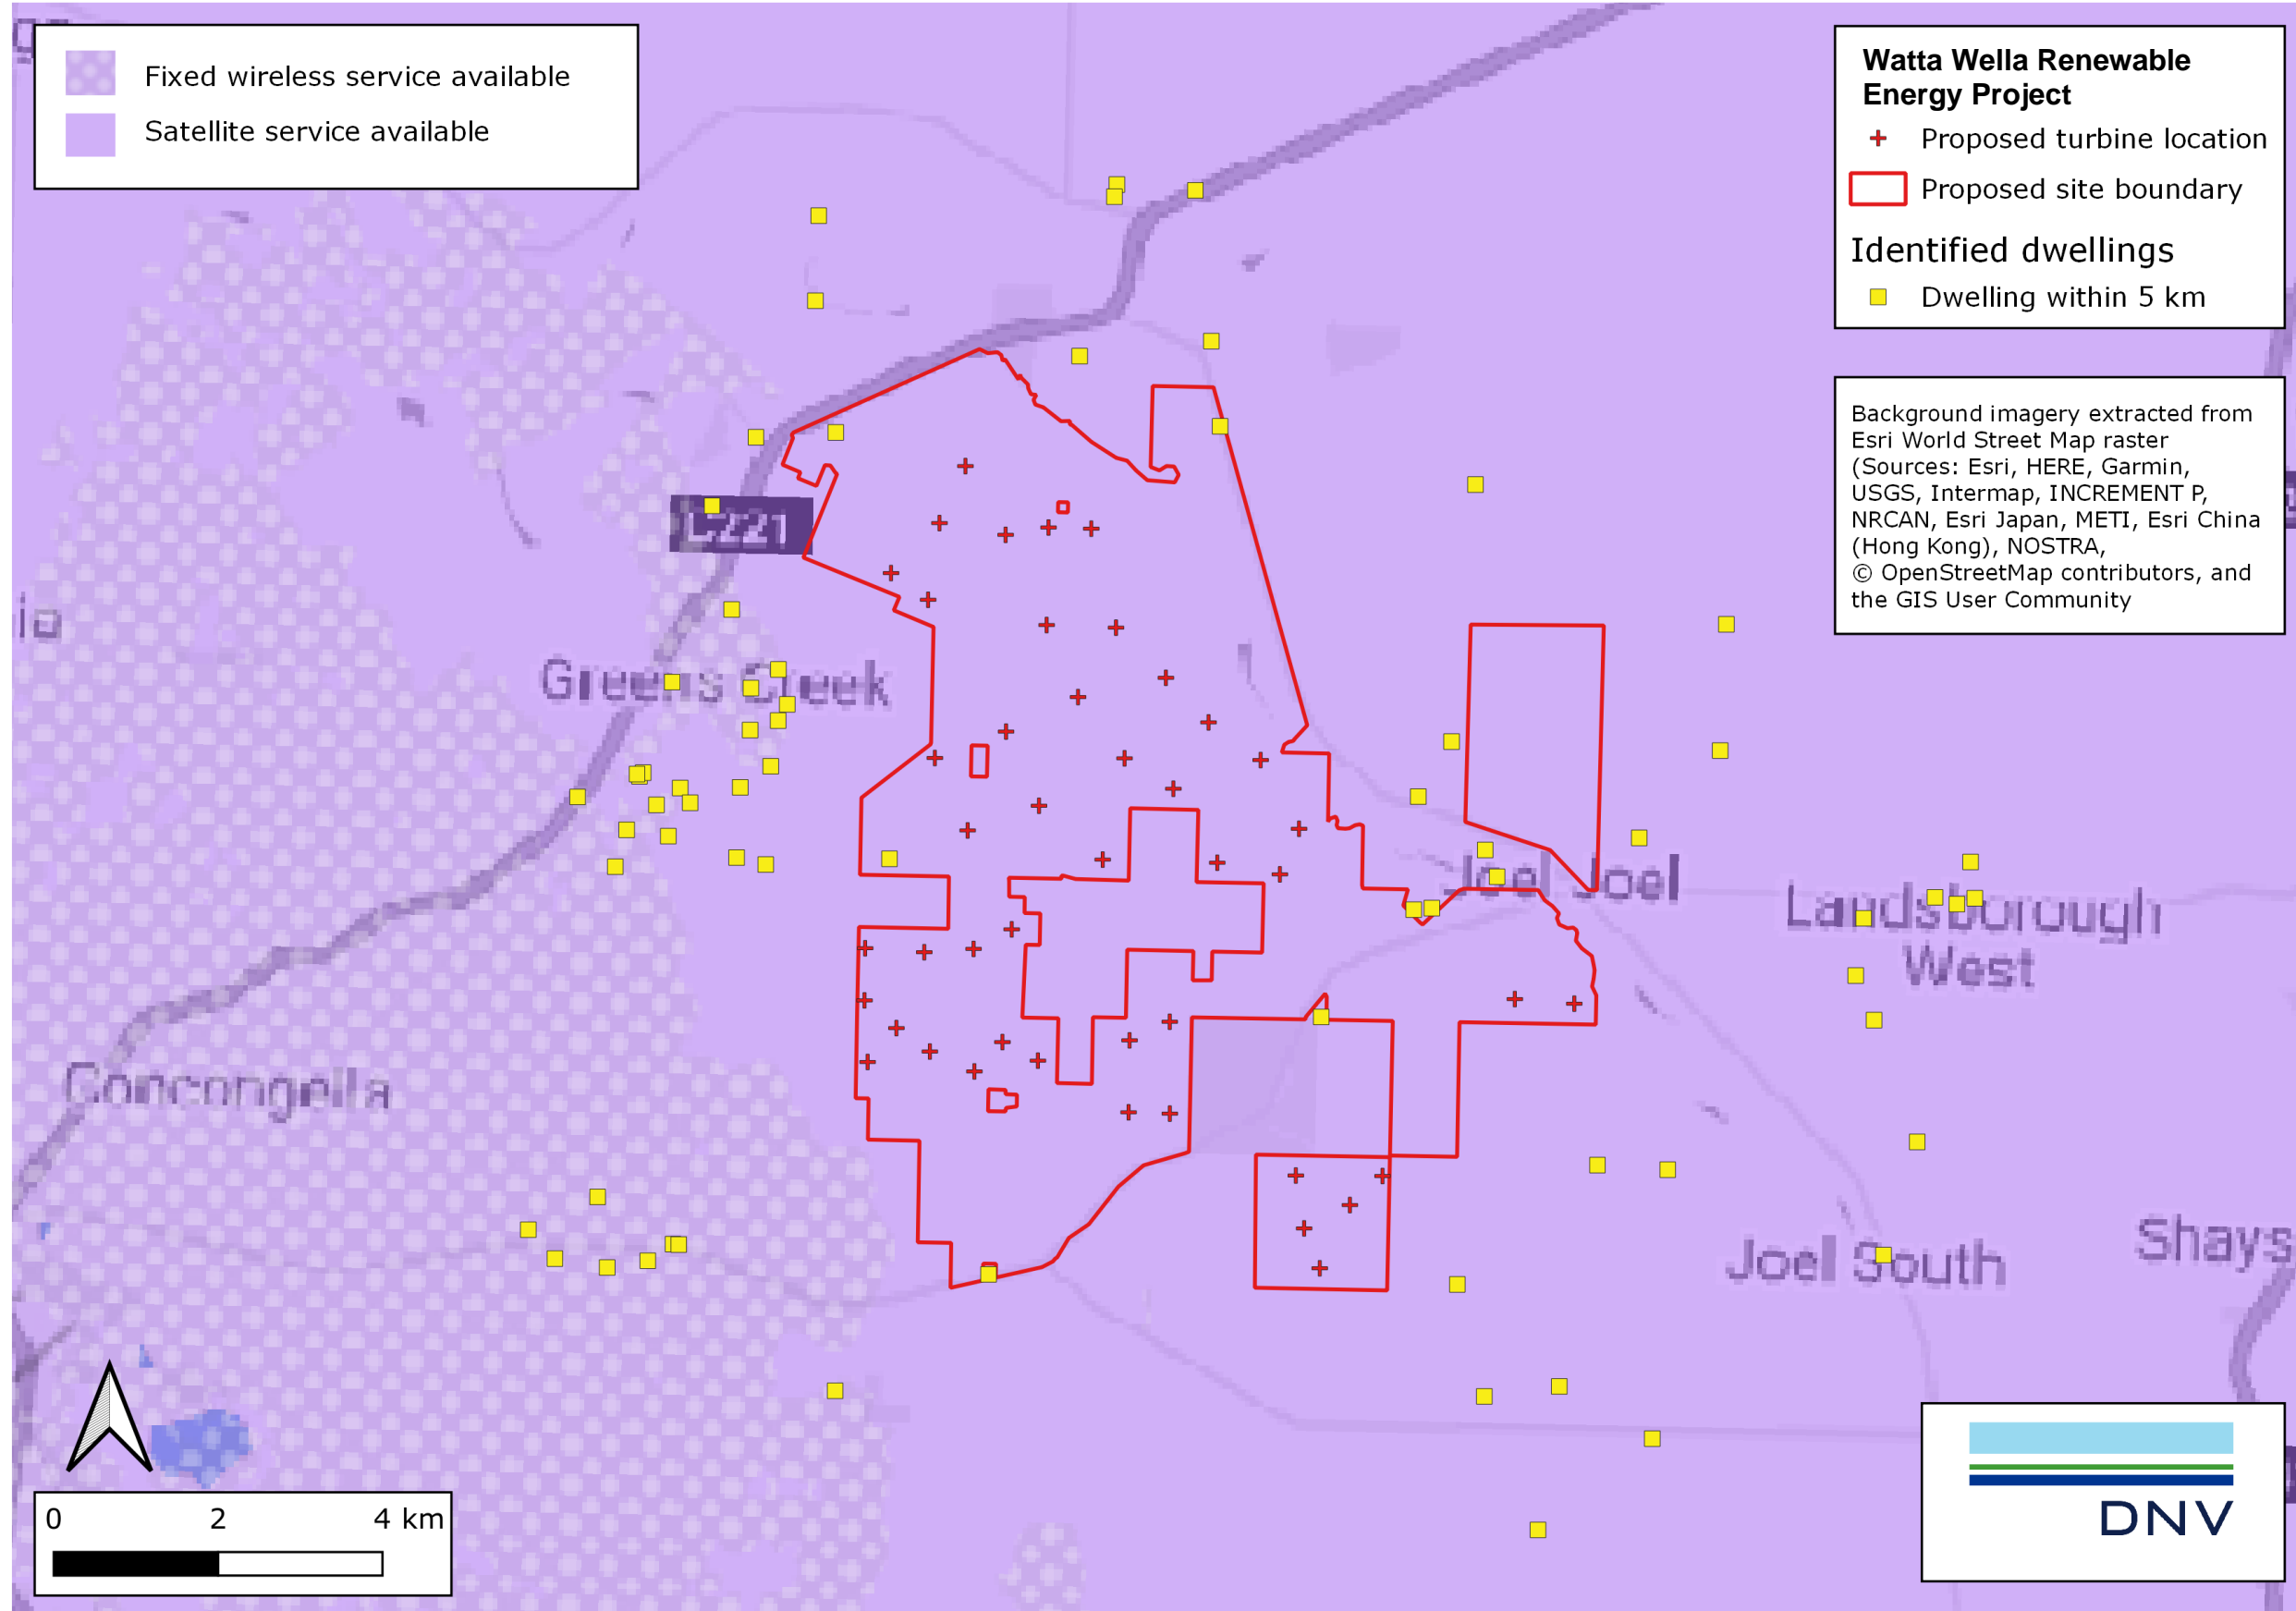 Fixed wireless service available
Satellite service available
Watta Wella Renewable
Energy Project
Proposed turbine location
Proposed site boundary
Identified dwellings
Dwelling within 5 km
Background imagery extracted from
Esri World Street Map raster
(Sources: Esri, HERE, Garmin,
USGS, Intermap, INCREMENT P,
NRCAN, Esri Japan, METI, Esri China
(Hong Kong), NOSTRA,
© OpenStreetMap contributors, and
the GIS User Community
Greens Creek
Joel Joel
Landsborough
West
Concongella
Joel South
Shays
0 2 4 km
DNV